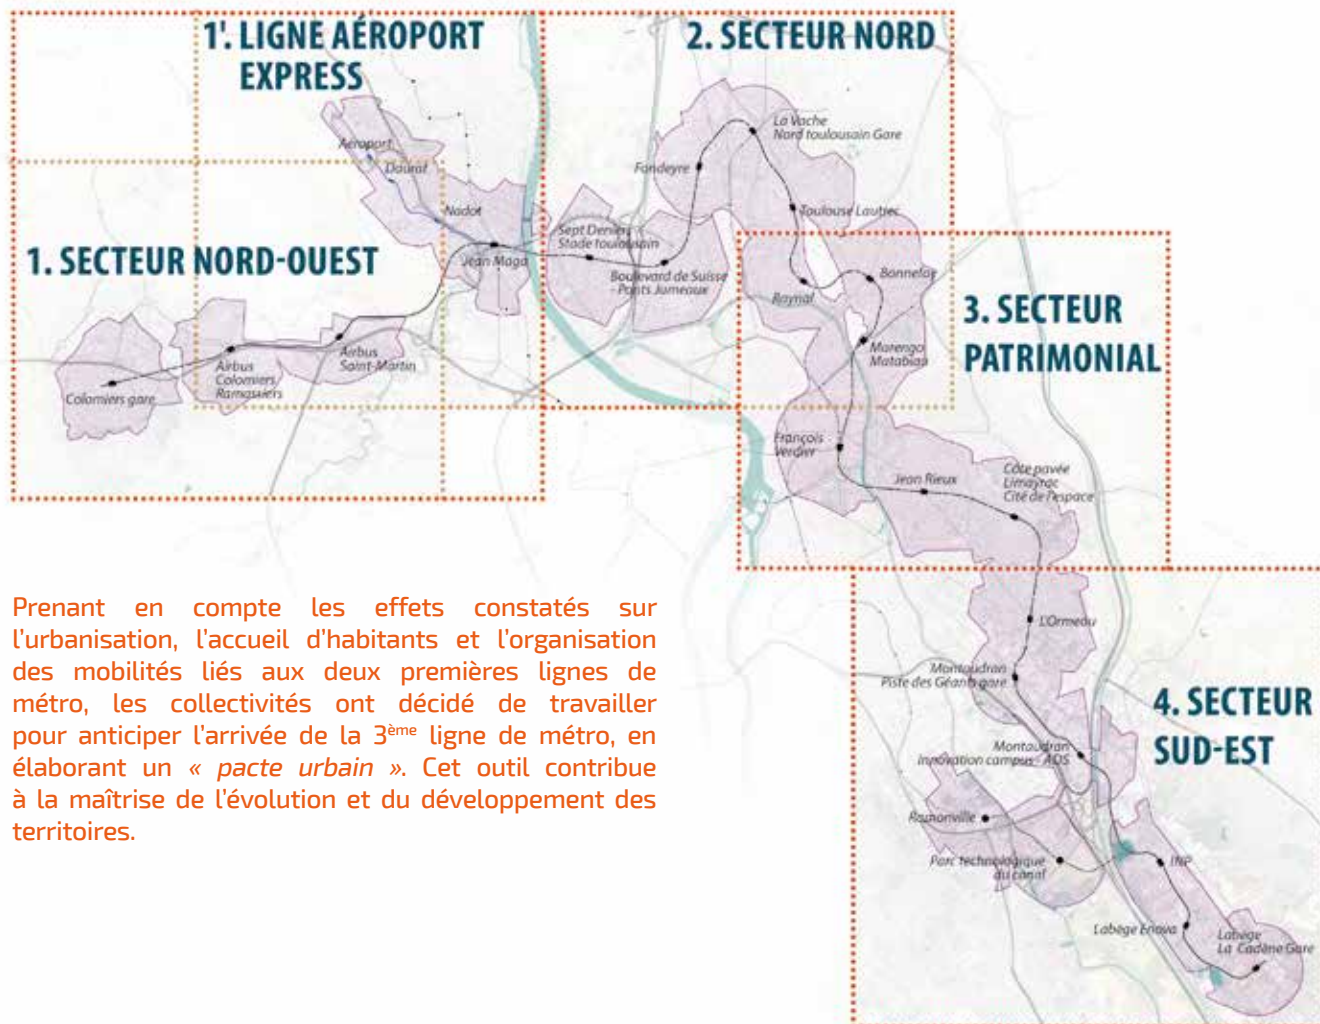 1'. LIGNE AÉROPORT
EXPRESS
2. SECTEUR NORD
La Vache
Nord toulousain Gare
Aéroport
Daurat
Fondeyre
Nadot
Toulouse Lautrec
Sept Deniers
Stade toulousain
1. SECTEUR NORD-OUEST
Jean Maga
Boulevard de Suisse
- Ponts Jumeaux
Bonnefoy
Raynal
3. SECTEUR
PATRIMONIAL
Marengo
Matabiau
Airbus
Saint-Martin
Airbus
Colomiers
Ramassiers
Colomiers gare
François
Verdier
Jean Rieux
Côte pavée
Limayrac
Cité de l'espace
Prenant en compte les effets constatés sur
l'urbanisation, l'accueil d'habitants et l'organisation
des mobilités liés aux deux premières lignes de
métro, les collectivités ont décidé de travailler
pour anticiper l'arrivée de la 3ème ligne de métro, en
élaborant un « pacte urbain ». Cet outil contribue
à la maîtrise de l'évolution et du développement des
territoires.
L'Ormeau
Montaudran
Piste des Géants gare
4. SECTEUR
SUD-EST
Montaudran
Innovation campus - ADS
Ramonville
Parc technologique
du canal
INP
Labège Enova
Labège
La Cadène Gare